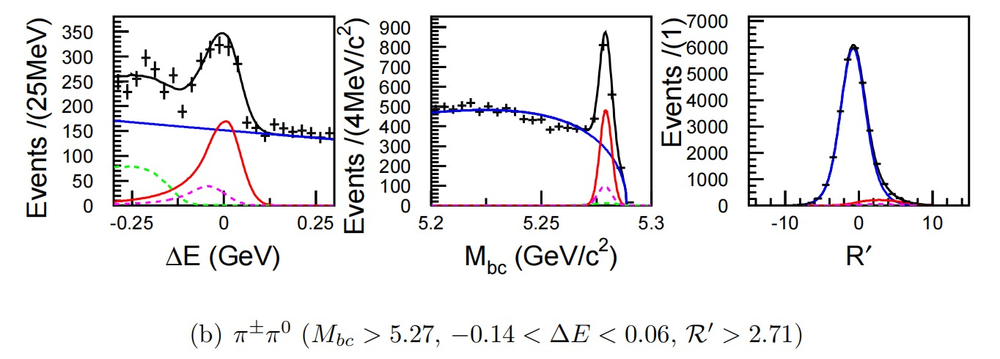 Events /(25MeV)
350
300
250
200
150
100
50
0
-0.25 0 0.25
ΔE (GeV)
Events /(4MeV/c²)
900
800
700
600
500
400
300
200
100
0
5.2 5.25 5.3
M_bc (GeV/c²)
Events /(1)
7000
6000
5000
4000
3000
2000
1000
0
-10 0 10
R′
(b) π±π⁰ (M_bc > 5.27, −0.14 < ΔE < 0.06, ℛ′ > 2.71)